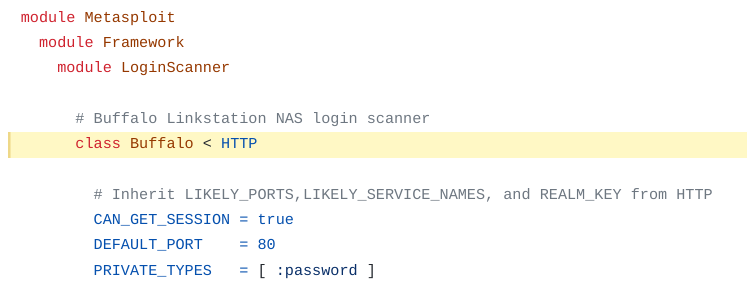 module Metasploit
  module Framework
    module LoginScanner

      # Buffalo Linkstation NAS login scanner
      class Buffalo < HTTP

        # Inherit LIKELY_PORTS,LIKELY_SERVICE_NAMES, and REALM_KEY from HTTP
        CAN_GET_SESSION = true
        DEFAULT_PORT    = 80
        PRIVATE_TYPES   = [ :password ]